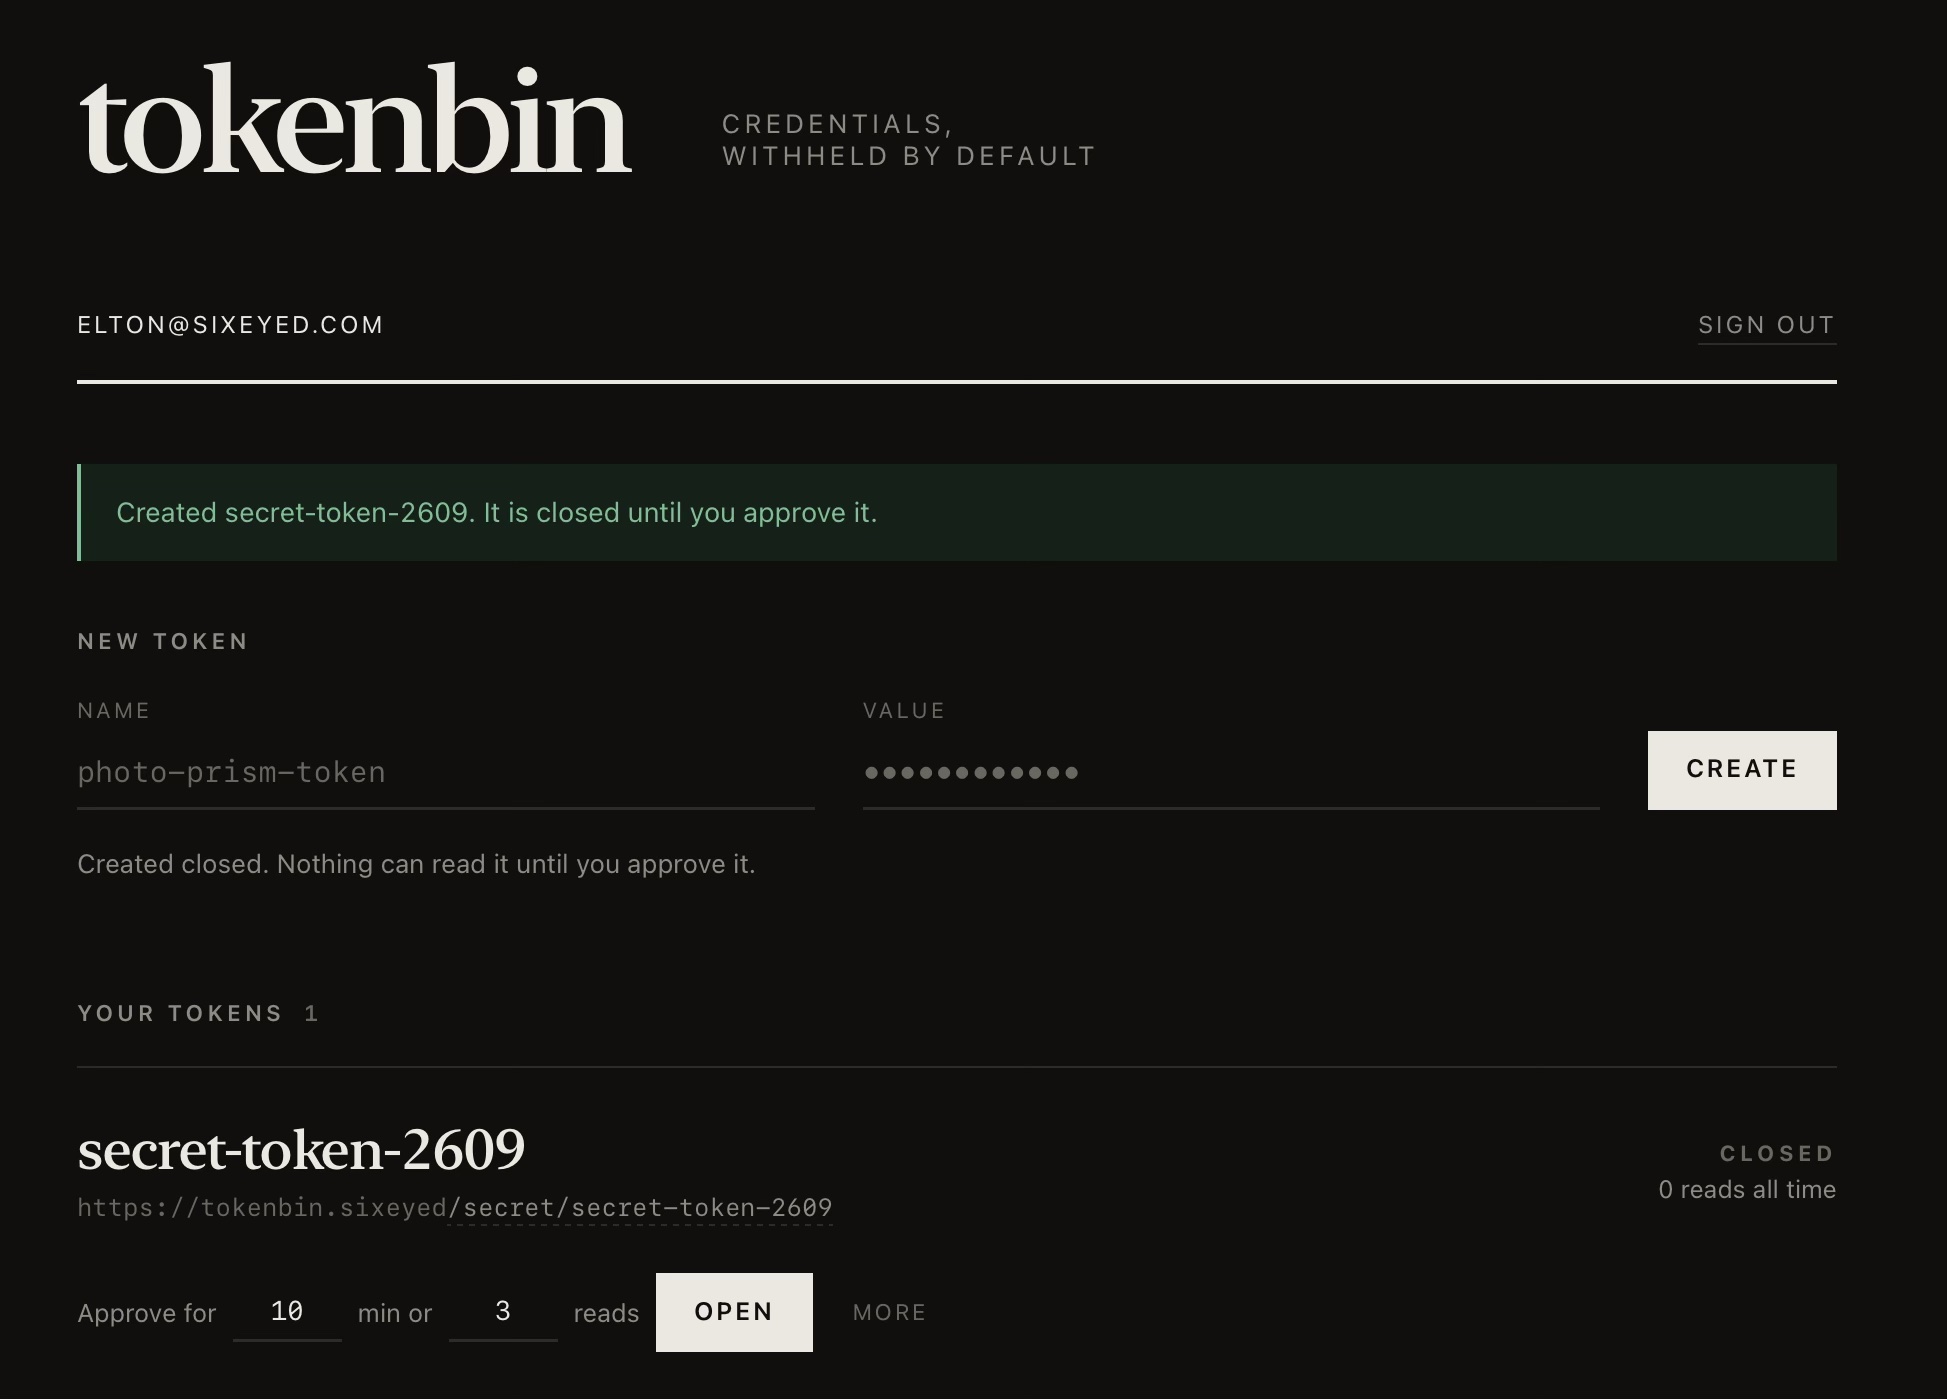 tokenbin
CREDENTIALS,
WITHHELD BY DEFAULT
ELTON@SIXEYED.COM
SIGN OUT
Created secret-token-2609. It is closed until you approve it.
NEW TOKEN
NAME
VALUE
photo-prism-token
●●●●●●●●●●●●
CREATE
Created closed. Nothing can read it until you approve it.
YOUR TOKENS 1
secret-token-2609
CLOSED
https://tokenbin.sixeyed/secret/secret-token-2609
0 reads all time
Approve for 10 min or 3 reads OPEN MORE